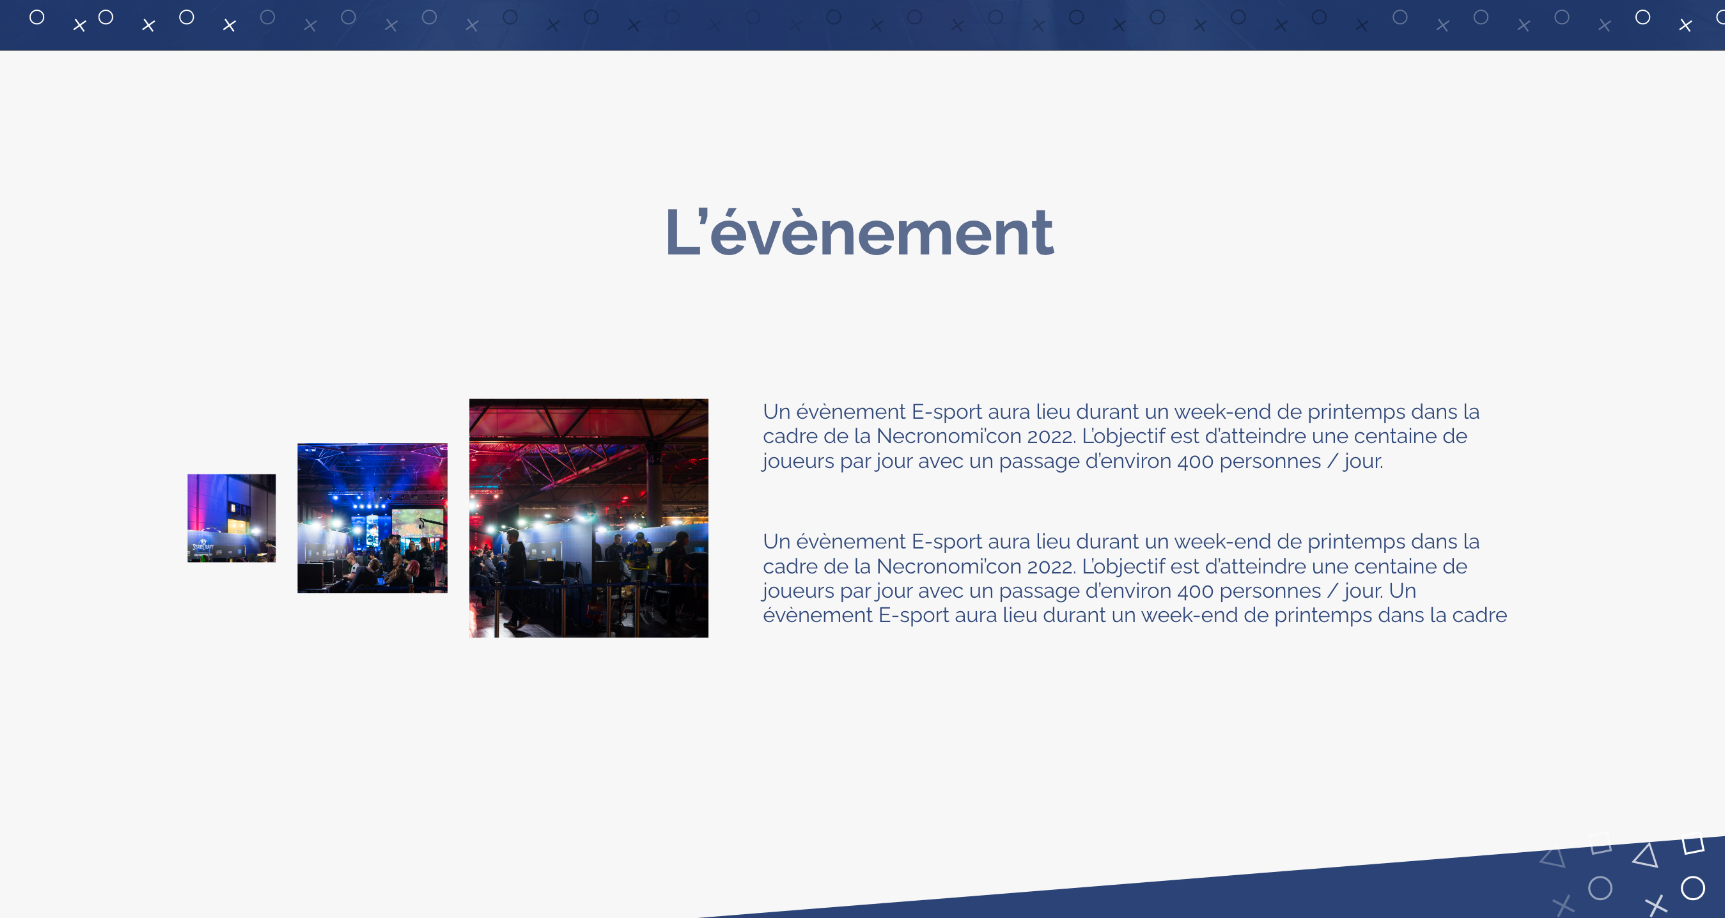 L’évènement
Un évènement E-sport aura lieu durant un week-end de printemps dans la
cadre de la Necronomi’con 2022. L’objectif est d’atteindre une centaine de
joueurs par jour avec un passage d’environ 400 personnes / jour.
Un évènement E-sport aura lieu durant un week-end de printemps dans la
cadre de la Necronomi’con 2022. L’objectif est d’atteindre une centaine de
joueurs par jour avec un passage d’environ 400 personnes / jour. Un
évènement E-sport aura lieu durant un week-end de printemps dans la cadre